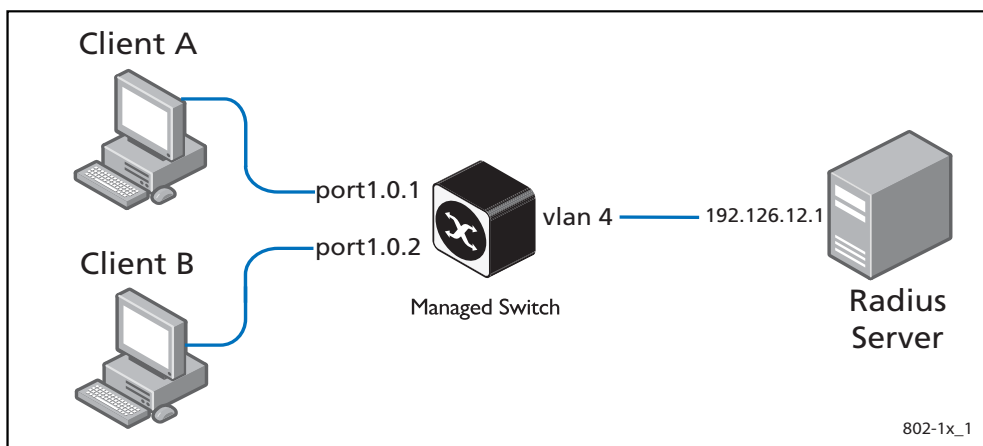 Client A
port1.0.1
port1.0.2
Client B
Managed Switch
vlan 4
192.126.12.1
Radius
Server
802-1x_1